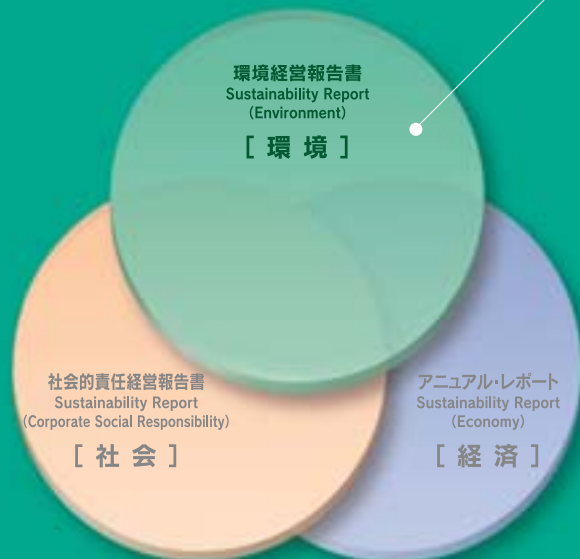 環境経営報告書
Sustainability Report
(Environment)
[ 環 境 ]
社会的責任経営報告書
Sustainability Report
(Corporate Social Responsibility)
[ 社 会 ]
アニュアル・レポート
Sustainability Report
(Economy)
[ 経 済 ]